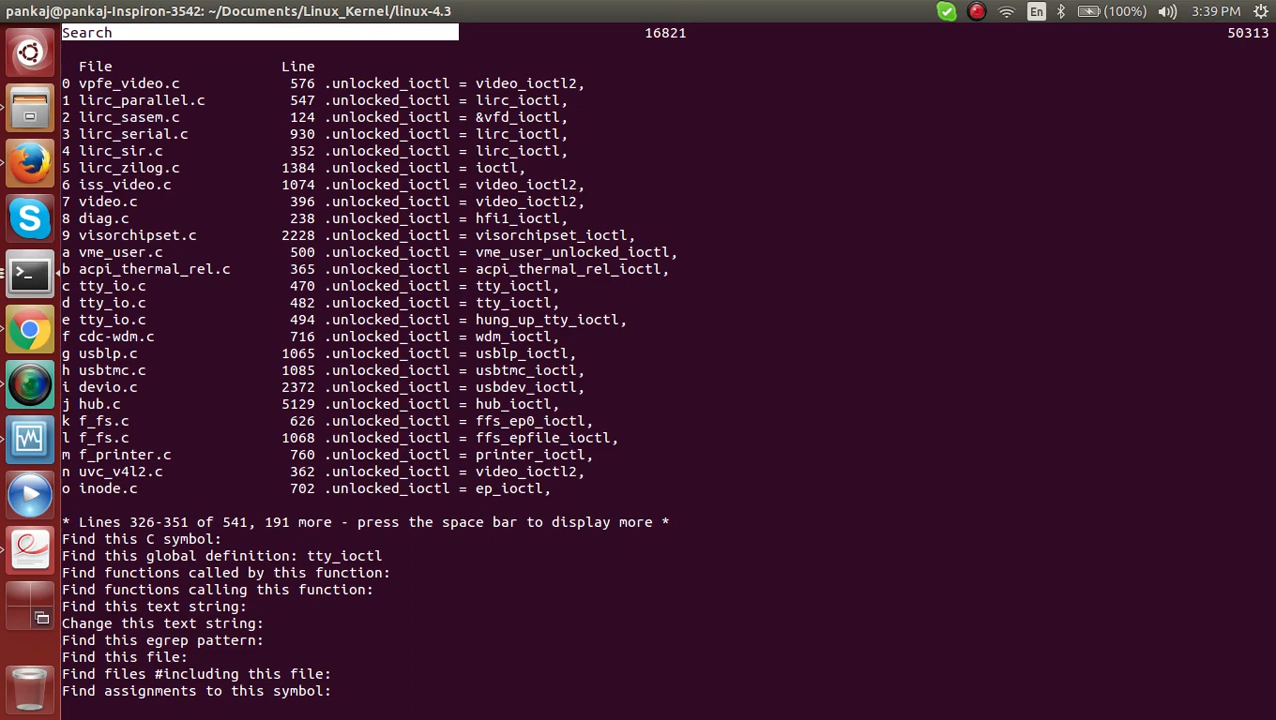 pankaj@pankaj-Inspiron-3542: ~/Documents/Linux_Kernel/linux-4.3 En (100%) 3:39 PM
Search 16821 50313
File Line
0 vpfe_video.c 576 .unlocked_ioctl = video_ioctl2,
1 lirc_parallel.c 547 .unlocked_ioctl = lirc_ioctl,
2 lirc_sasem.c 124 .unlocked_ioctl = &vfd_ioctl,
3 lirc_serial.c 930 .unlocked_ioctl = lirc_ioctl,
4 lirc_sir.c 352 .unlocked_ioctl = lirc_ioctl,
5 lirc_zilog.c 1384 .unlocked_ioctl = ioctl,
6 iss_video.c 1074 .unlocked_ioctl = video_ioctl2,
7 video.c 396 .unlocked_ioctl = video_ioctl2,
8 diag.c 238 .unlocked_ioctl = hfi1_ioctl,
9 visorchipset.c 2228 .unlocked_ioctl = visorchipset_ioctl,
a vme_user.c 500 .unlocked_ioctl = vme_user_unlocked_ioctl,
b acpi_thermal_rel.c 365 .unlocked_ioctl = acpi_thermal_rel_ioctl,
c tty_io.c 470 .unlocked_ioctl = tty_ioctl,
d tty_io.c 482 .unlocked_ioctl = tty_ioctl,
e tty_io.c 494 .unlocked_ioctl = hung_up_tty_ioctl,
f cdc-wdm.c 716 .unlocked_ioctl = wdm_ioctl,
g usblp.c 1065 .unlocked_ioctl = usblp_ioctl,
h usbtmc.c 1085 .unlocked_ioctl = usbtmc_ioctl,
i devio.c 2372 .unlocked_ioctl = usbdev_ioctl,
j hub.c 5129 .unlocked_ioctl = hub_ioctl,
k f_fs.c 626 .unlocked_ioctl = ffs_ep0_ioctl,
l f_fs.c 1068 .unlocked_ioctl = ffs_epfile_ioctl,
m f_printer.c 760 .unlocked_ioctl = printer_ioctl,
n uvc_v4l2.c 362 .unlocked_ioctl = video_ioctl2,
o inode.c 702 .unlocked_ioctl = ep_ioctl,
* Lines 326-351 of 541, 191 more - press the space bar to display more *
Find this C symbol:
Find this global definition: tty_ioctl
Find functions called by this function:
Find functions calling this function:
Find this text string:
Change this text string:
Find this egrep pattern:
Find this file:
Find files #including this file:
Find assignments to this symbol: